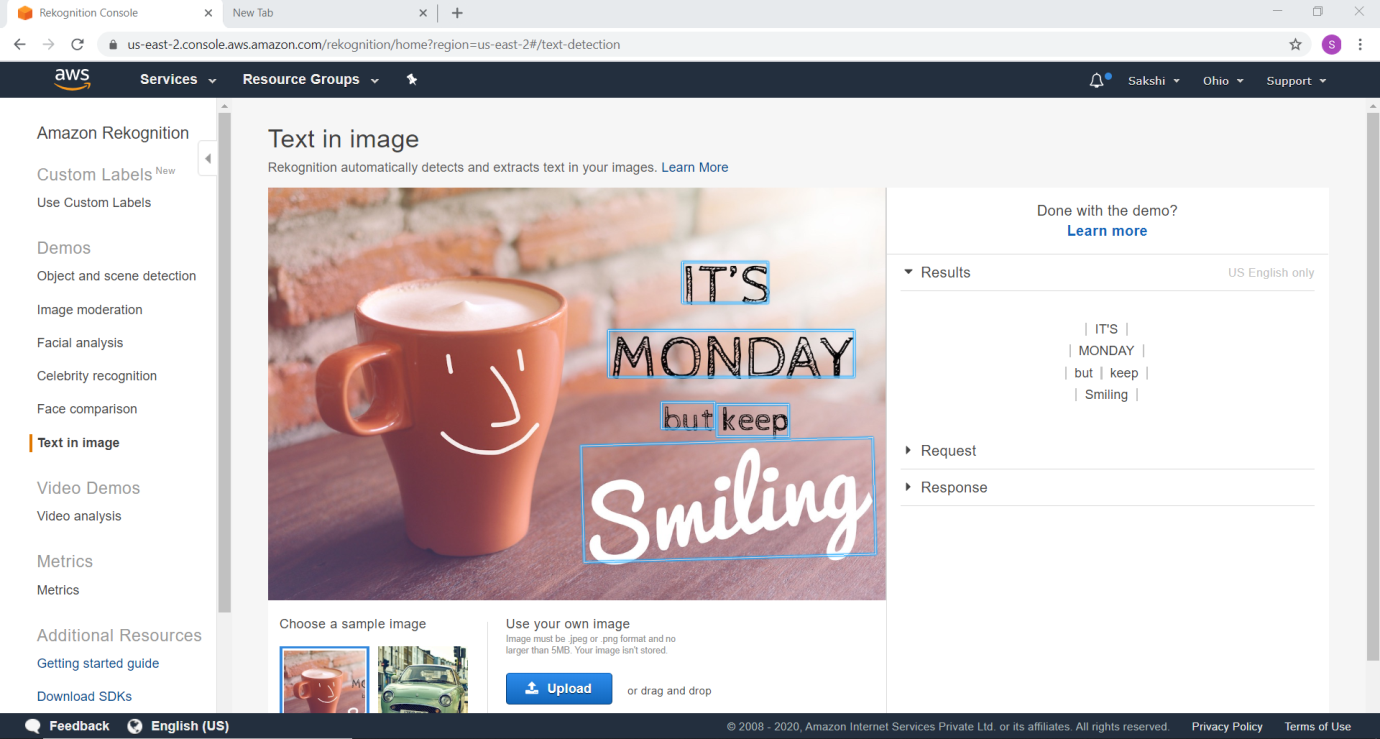 Rekognition Console
New Tab
us-east-2.console.aws.amazon.com/rekognition/home?region=us-east-2#/text-detection
S
aws
Services
Resource Groups
Sakshi
Ohio
Support
Amazon Rekognition
Custom Labels New
Use Custom Labels
Demos
Object and scene detection
Image moderation
Facial analysis
Celebrity recognition
Face comparison
Text in image
Video Demos
Video analysis
Metrics
Metrics
Additional Resources
Getting started guide
Download SDKs
Text in image
Rekognition automatically detects and extracts text in your images. Learn More
IT'S
MONDAY
but keep
Smiling
Done with the demo?
Learn more
Results
US English only
| IT'S |
| MONDAY |
| but | keep |
| Smiling |
Request
Response
Choose a sample image
Use your own image
Image must be .jpeg or .png format and no
larger than 5MB. Your image isn't stored.
Upload
or drag and drop
Feedback
English (US)
© 2008 - 2020, Amazon Internet Services Private Ltd. or its affiliates. All rights reserved.
Privacy Policy
Terms of Use